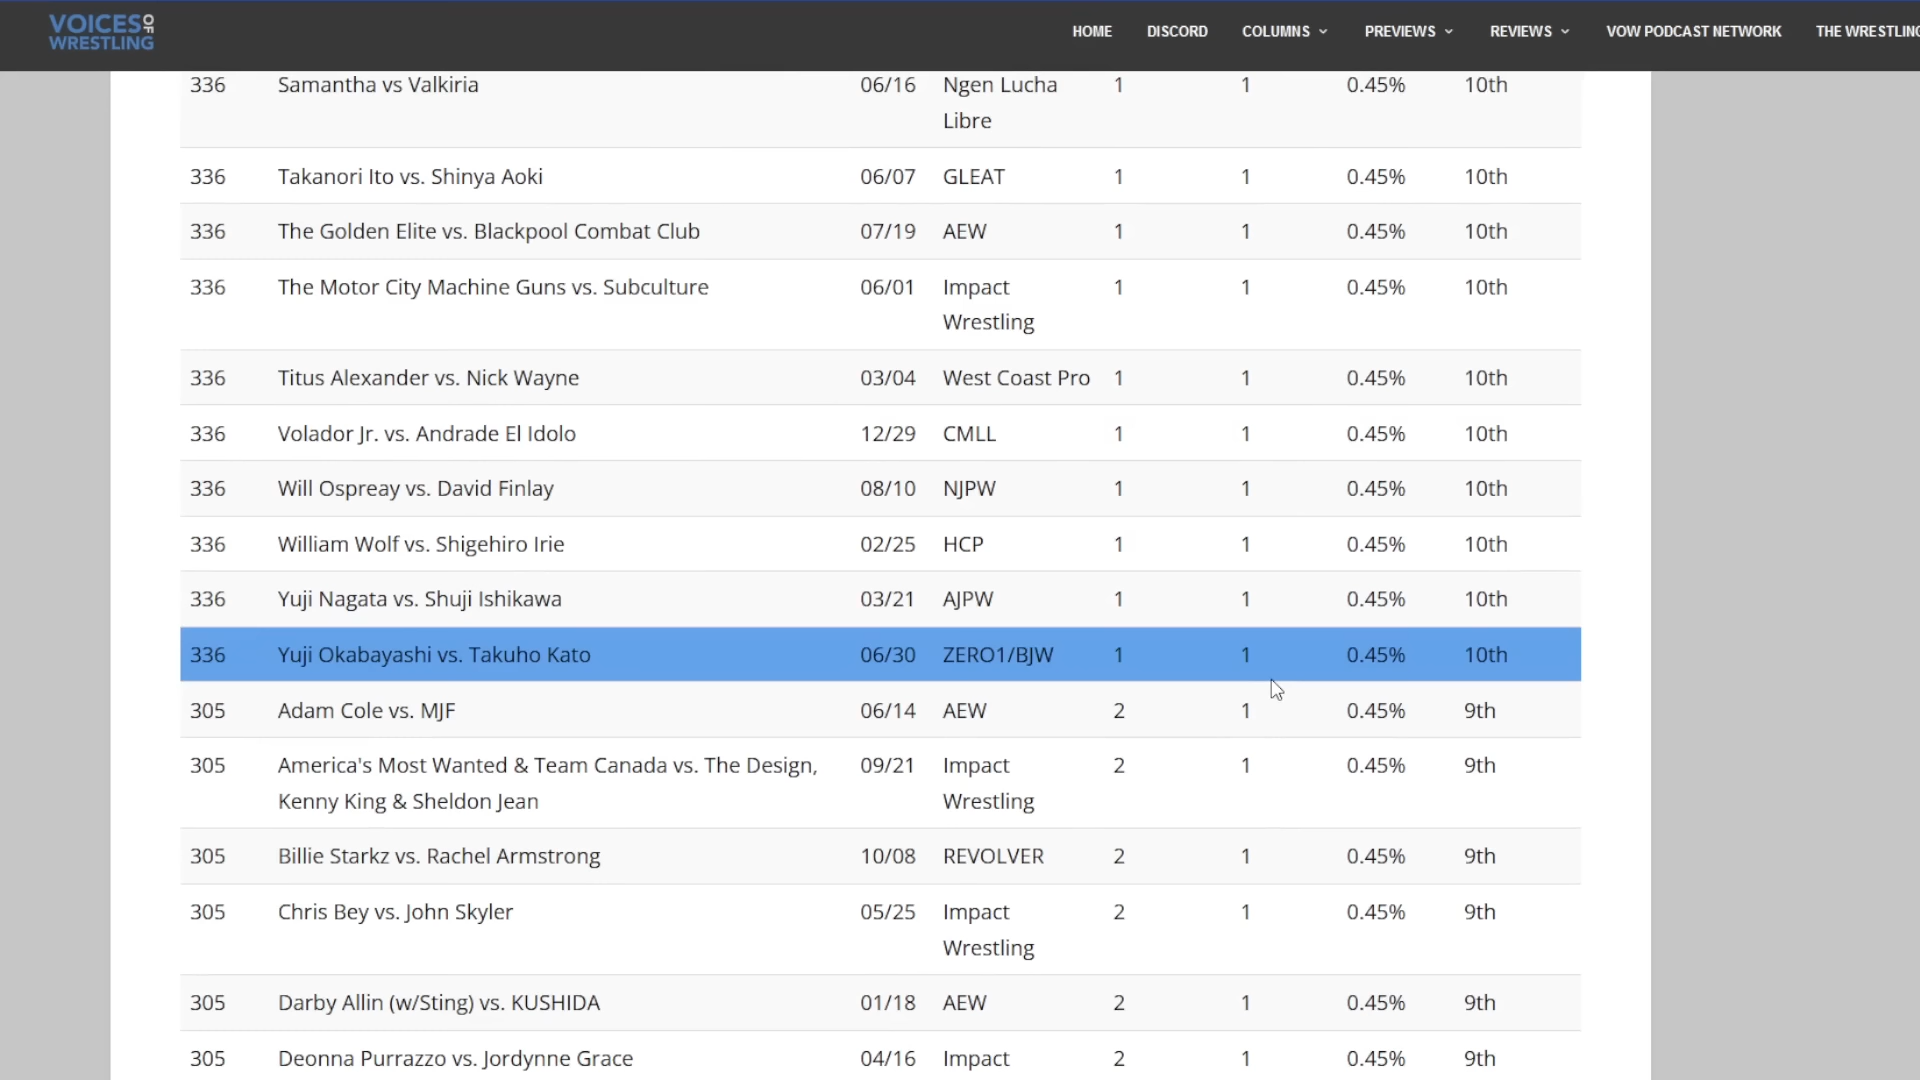 VOICES OF WRESTLING
HOME DISCORD COLUMNS PREVIEWS REVIEWS VOW PODCAST NETWORK THE WRESTLING
336 Samantha vs Valkiria 06/16 Ngen Lucha 1 1 0.45% 10th
Libre
336 Takanori Ito vs. Shinya Aoki 06/07 GLEAT 1 1 0.45% 10th
336 The Golden Elite vs. Blackpool Combat Club 07/19 AEW 1 1 0.45% 10th
336 The Motor City Machine Guns vs. Subculture 06/01 Impact 1 1 0.45% 10th
Wrestling
336 Titus Alexander vs. Nick Wayne 03/04 West Coast Pro 1 1 0.45% 10th
336 Volador Jr. vs. Andrade El Idolo 12/29 CMLL 1 1 0.45% 10th
336 Will Ospreay vs. David Finlay 08/10 NJPW 1 1 0.45% 10th
336 William Wolf vs. Shigehiro Irie 02/25 HCP 1 1 0.45% 10th
336 Yuji Nagata vs. Shuji Ishikawa 03/21 AJPW 1 1 0.45% 10th
336 Yuji Okabayashi vs. Takuho Kato 06/30 ZERO1/BJW 1 1 0.45% 10th
305 Adam Cole vs. MJF 06/14 AEW 2 1 0.45% 9th
305 America's Most Wanted & Team Canada vs. The Design, 09/21 Impact 2 1 0.45% 9th
Kenny King & Sheldon Jean Wrestling
305 Billie Starkz vs. Rachel Armstrong 10/08 REVOLVER 2 1 0.45% 9th
305 Chris Bey vs. John Skyler 05/25 Impact 2 1 0.45% 9th
Wrestling
305 Darby Allin (w/Sting) vs. KUSHIDA 01/18 AEW 2 1 0.45% 9th
305 Deonna Purrazzo vs. Jordynne Grace 04/16 Impact 2 1 0.45% 9th